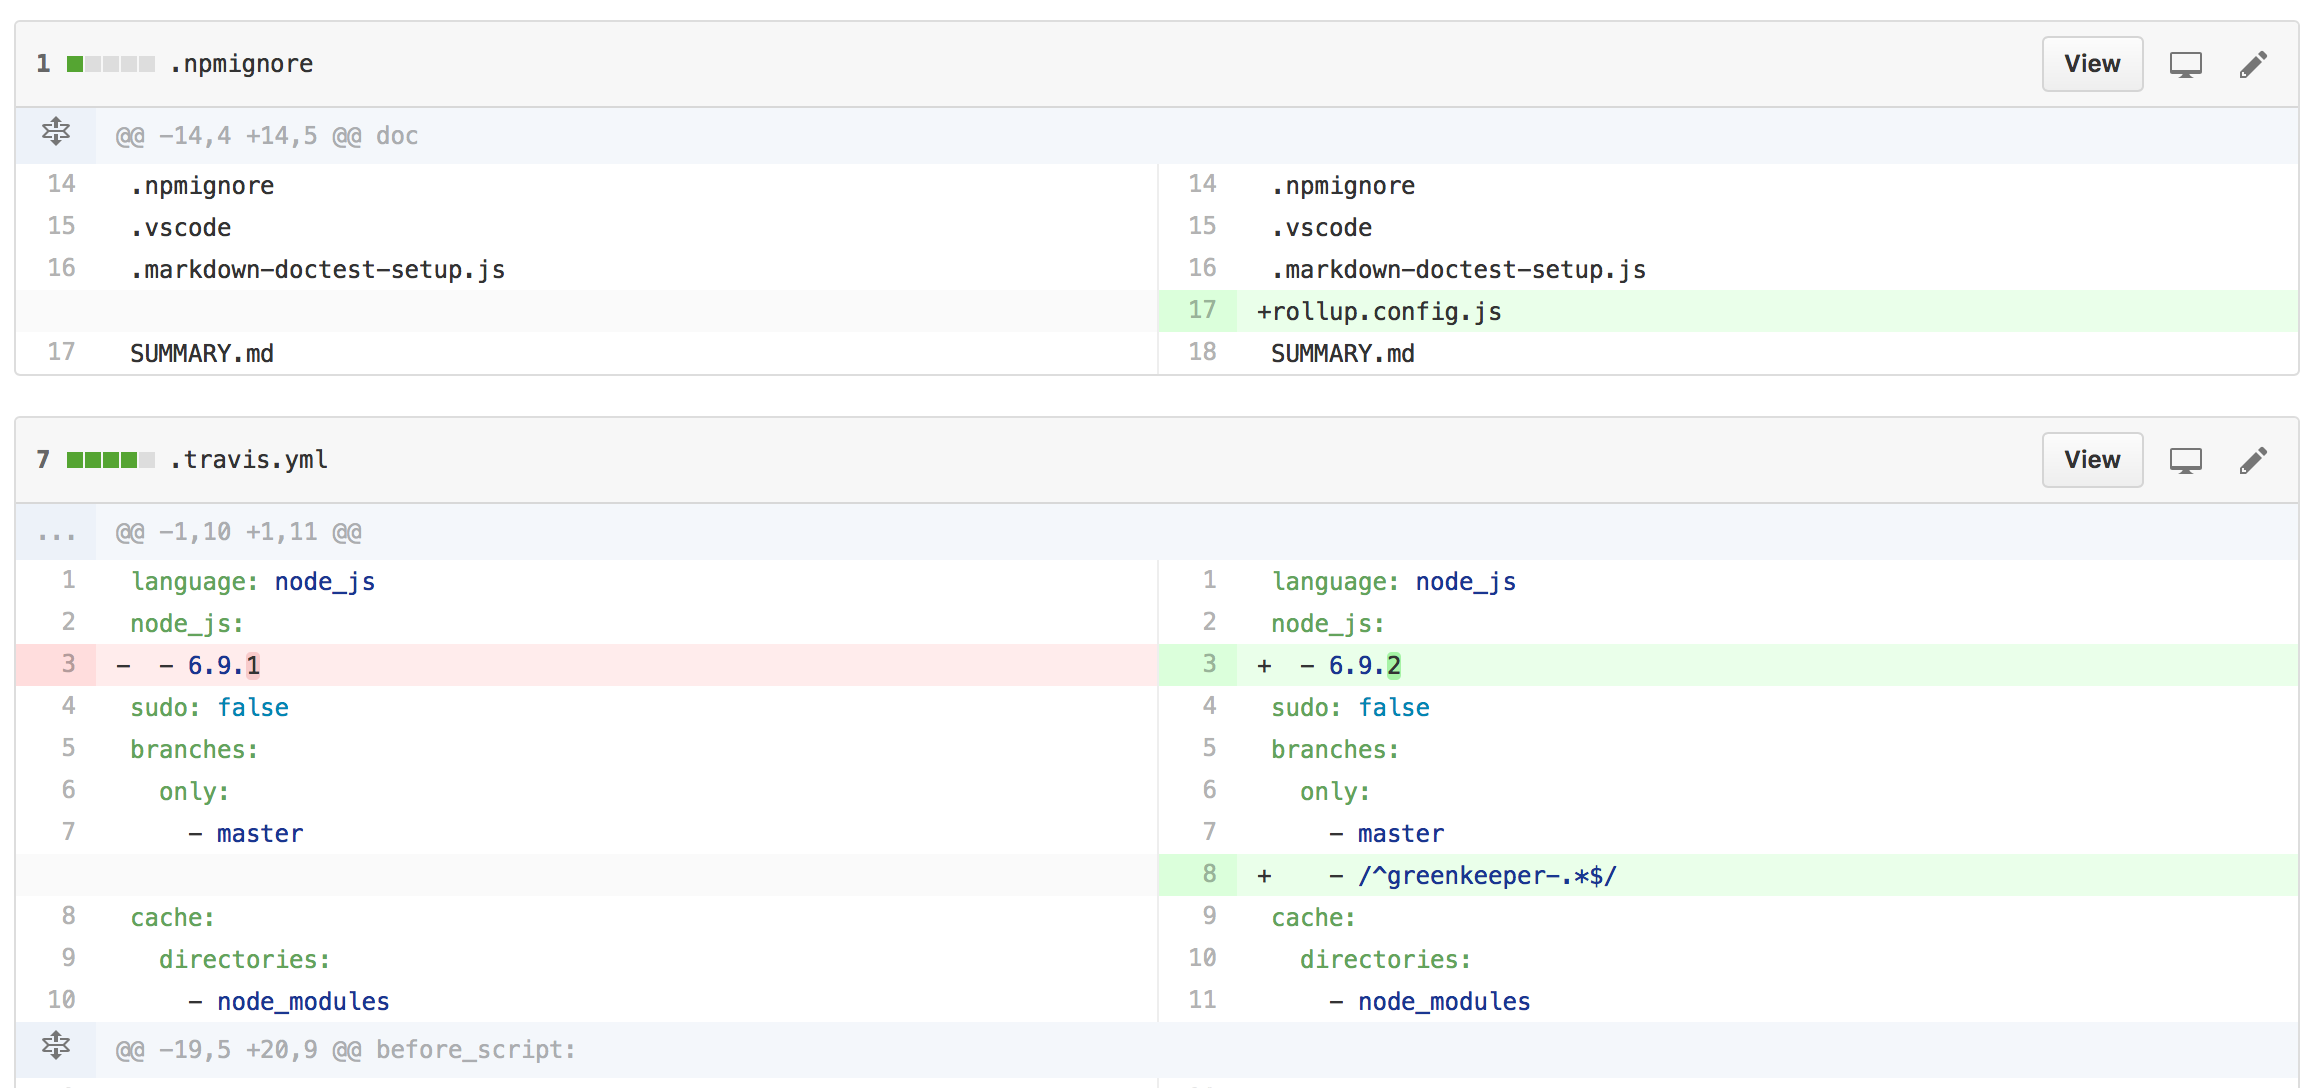 1 .npmignore View
@@ -14,4 +14,5 @@ doc
14 .npmignore 14 .npmignore
15 .vscode 15 .vscode
16 .markdown-doctest-setup.js 16 .markdown-doctest-setup.js
17 +rollup.config.js
17 SUMMARY.md 18 SUMMARY.md
7 .travis.yml View
... @@ -1,10 +1,11 @@
1 language: node_js 1 language: node_js
2 node_js: 2 node_js:
3 - - 6.9.1 3 + - 6.9.2
4 sudo: false 4 sudo: false
5 branches: 5 branches:
6 only: 6 only:
7 - master 7 - master
8 + - /^greenkeeper-.*$/
8 cache: 9 cache:
9 directories: 10 directories:
10 - node_modules 11 - node_modules
@@ -19,5 +20,9 @@ before_script: